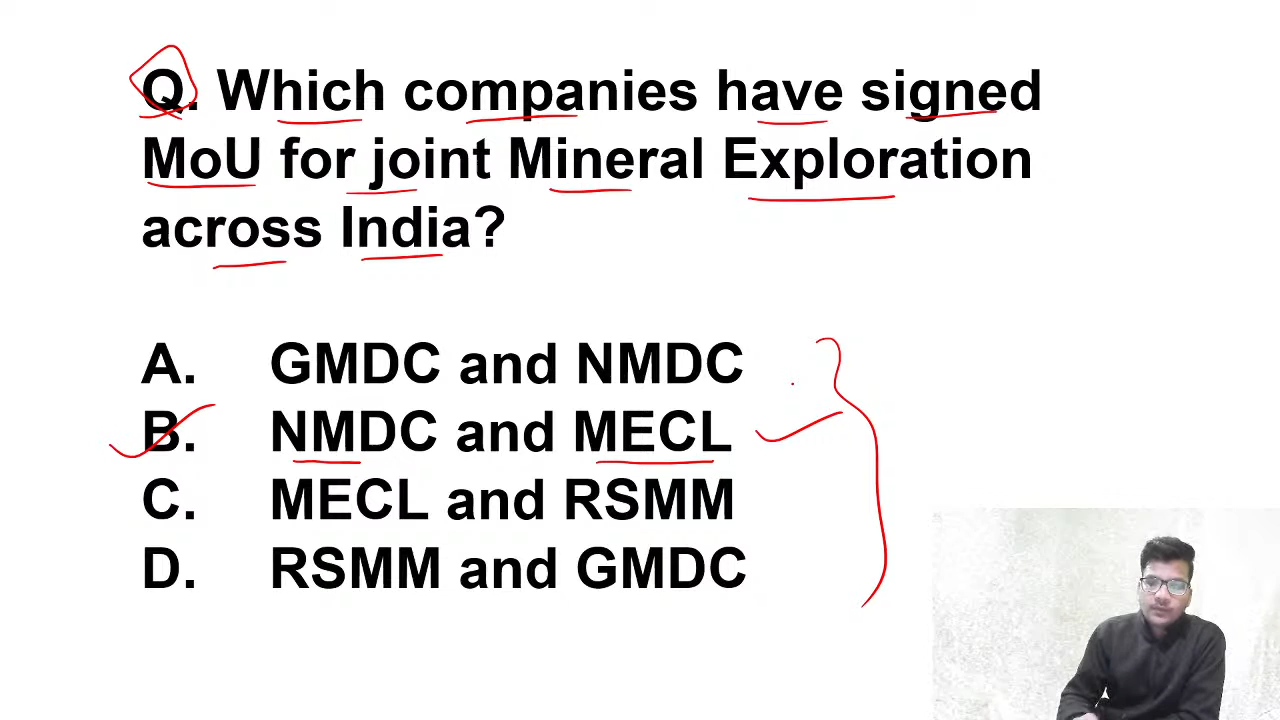 Q. Which companies have signed
MoU for joint Mineral Exploration
across India?
A. GMDC and NMDC
B. NMDC and MECL
C. MECL and RSMM
D. RSMM and GMDC